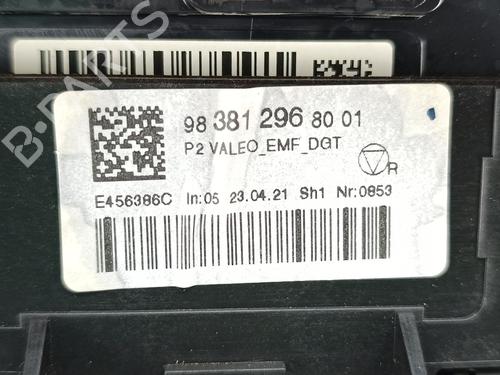 B-PARTS
98 381 296 80 01
P2 VALEO_EMF_DGT
R
E456386C In:05 23.04.21 Sh1 Nr:0853